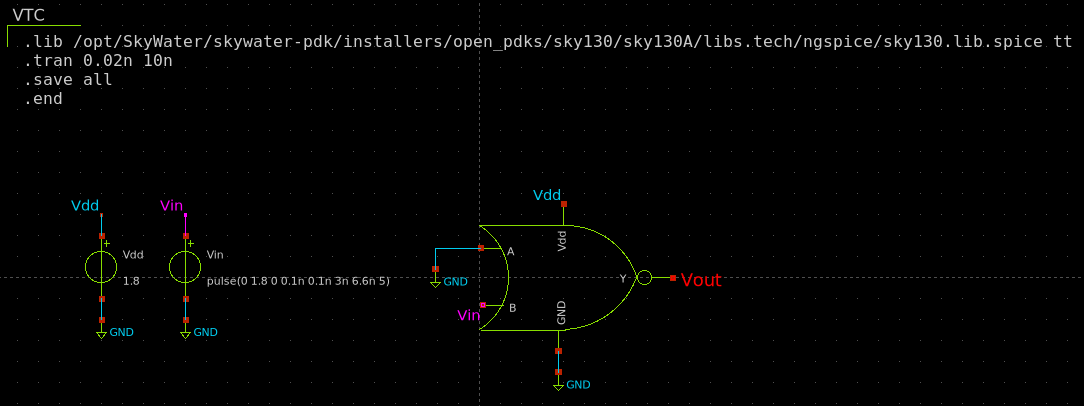 VTC
.lib /opt/SkyWater/skywater-pdk/installers/open_pdks/sky130/sky130A/libs.tech/ngspice/sky130.lib.spice tt
.tran 0.02n 10n
.save all
.end
Vdd
Vin
+
+
Vdd
1.8
Vin
pulse(0 1.8 0 0.1n 0.1n 3n 6.6n 5)
GND
GND
Vdd
Vdd
A
GND
Y
Vout
Vin
B
GND
GND